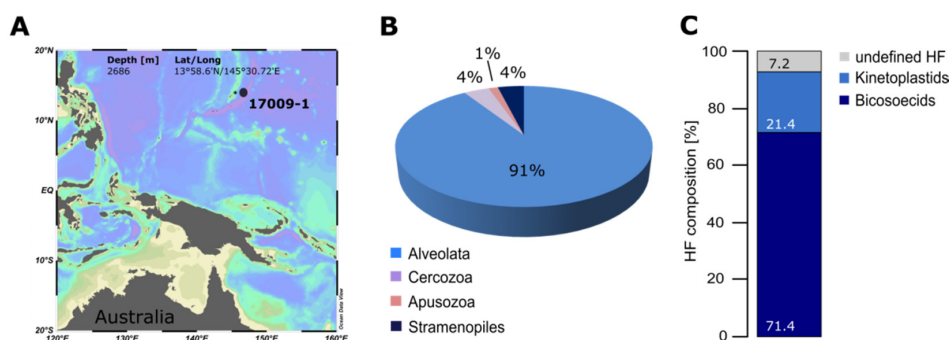 A
20°N
10°N
EQ
10°S
20°S
120°E 130°E 140°E 150°E 160°E
Depth [m] Lat/Long
2686 13°58.6'N/145°30.72'E
17009-1
Australia
Ocean Data View
B
1%
4% 4%
91%
Alveolata
Cercozoa
Apusozoa
Stramenopiles
C
HF composition [%]
100
80
60
40
20
0
7.2
21.4
71.4
undefined HF
Kinetoplastids
Bicosoecids